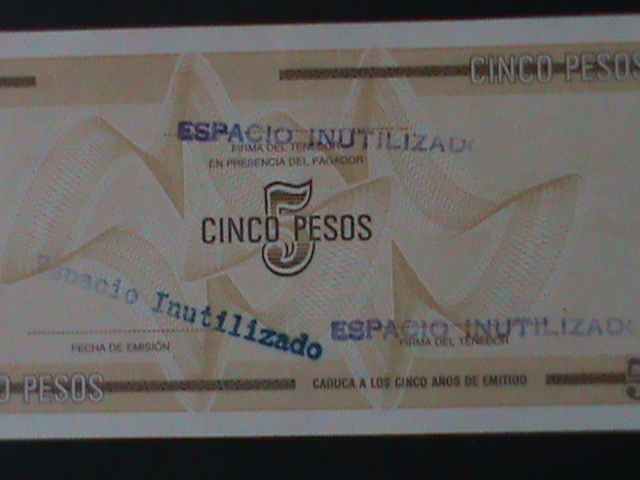 CINCO PESOS
ESPACIO INUTILIZADO
FIRMA DEL TENEDOR
EN PRESENCIA DEL PAGADOR
5
CINCO PESOS
Espacio Inutilizado
ESPACIO INUTILIZADO
FECHA DE EMISIÓN
FIRMA DEL TENEDOR
O PESOS
CADUCA A LOS CINCO AÑOS DE EMITIDO
5